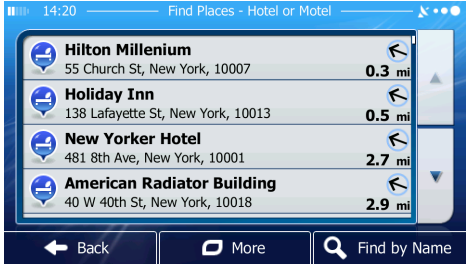 14:20 Find Places - Hotel or Motel
Hilton Millenium
55 Church St, New York, 10007 0.3 mi
Holiday Inn
138 Lafayette St, New York, 10013 0.5 mi
New Yorker Hotel
481 8th Ave, New York, 10001 2.7 mi
American Radiator Building
40 W 40th St, New York, 10018 2.9 mi
Back More Find by Name